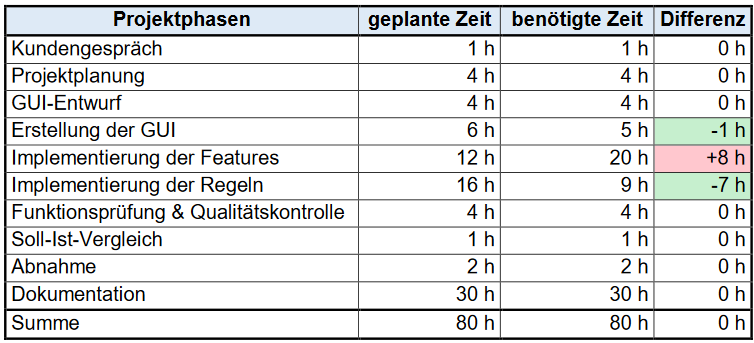 Projektphasen geplante Zeit benötigte Zeit Differenz
Kundengespräch 1 h 1 h 0 h
Projektplanung 4 h 4 h 0 h
GUI-Entwurf 4 h 4 h 0 h
Erstellung der GUI 6 h 5 h -1 h
Implementierung der Features 12 h 20 h +8 h
Implementierung der Regeln 16 h 9 h -7 h
Funktionsprüfung & Qualitätskontrolle 4 h 4 h 0 h
Soll-Ist-Vergleich 1 h 1 h 0 h
Abnahme 2 h 2 h 0 h
Dokumentation 30 h 30 h 0 h
Summe 80 h 80 h 0 h